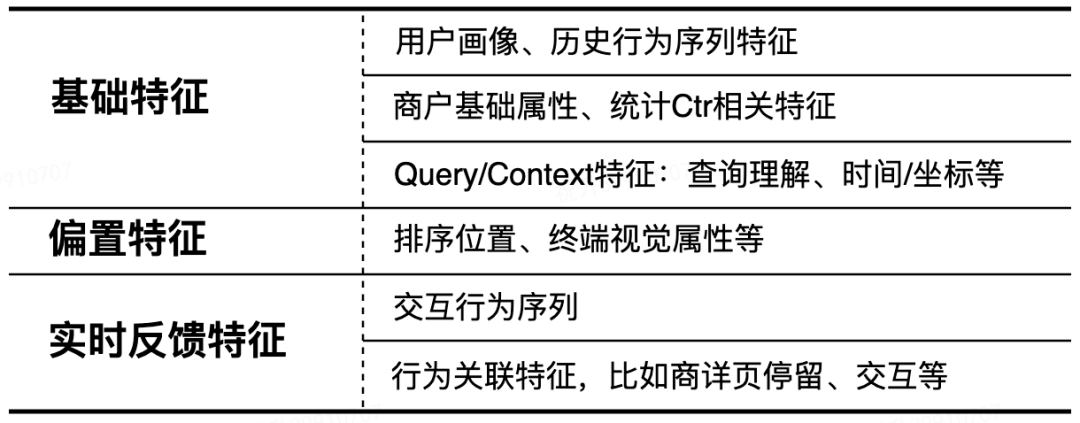 基础特征
用户画像、历史行为序列特征
商户基础属性、统计Ctr相关特征
Query/Context特征：查询理解、时间/坐标等
偏置特征
排序位置、终端视觉属性等
实时反馈特征
交互行为序列
行为关联特征，比如商详页停留、交互等